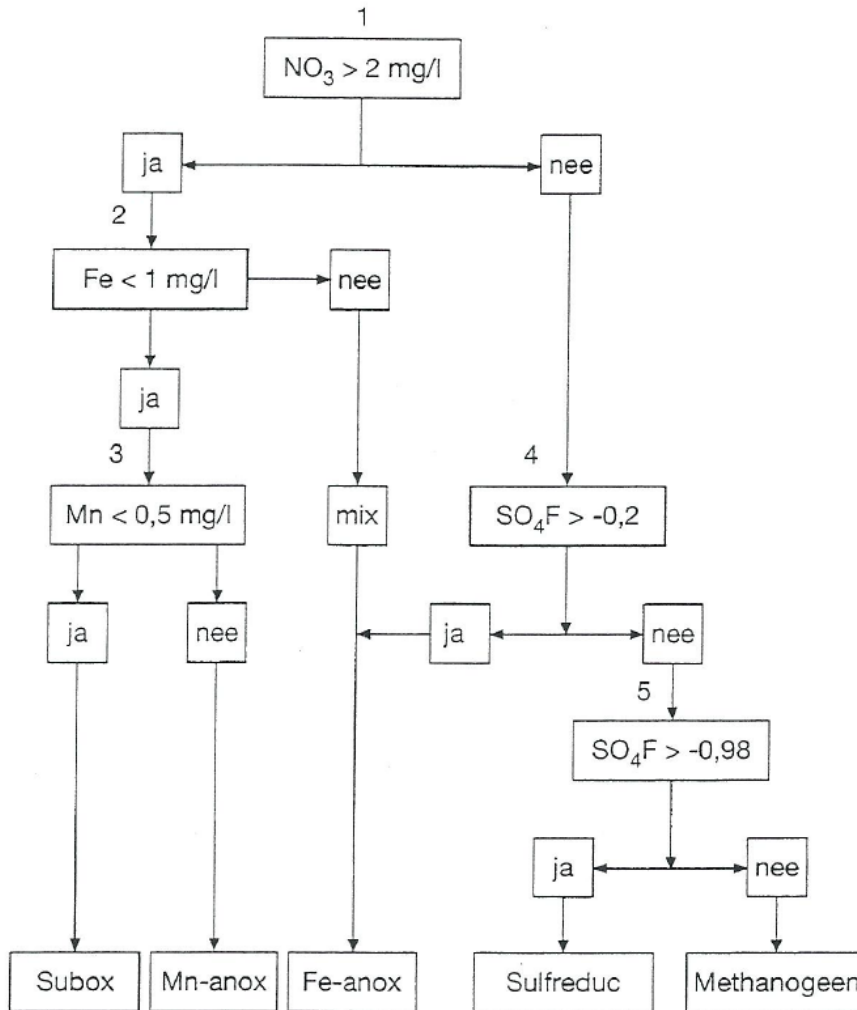 1
NO₃ > 2 mg/l
ja
nee
2
Fe < 1 mg/l
nee
ja
3
4
Mn < 0,5 mg/l
mix
SO₄F > -0,2
ja
nee
ja
nee
5
SO₄F > -0,98
ja
nee
Subox
Mn-anox
Fe-anox
Sulfreduc
Methanogeen